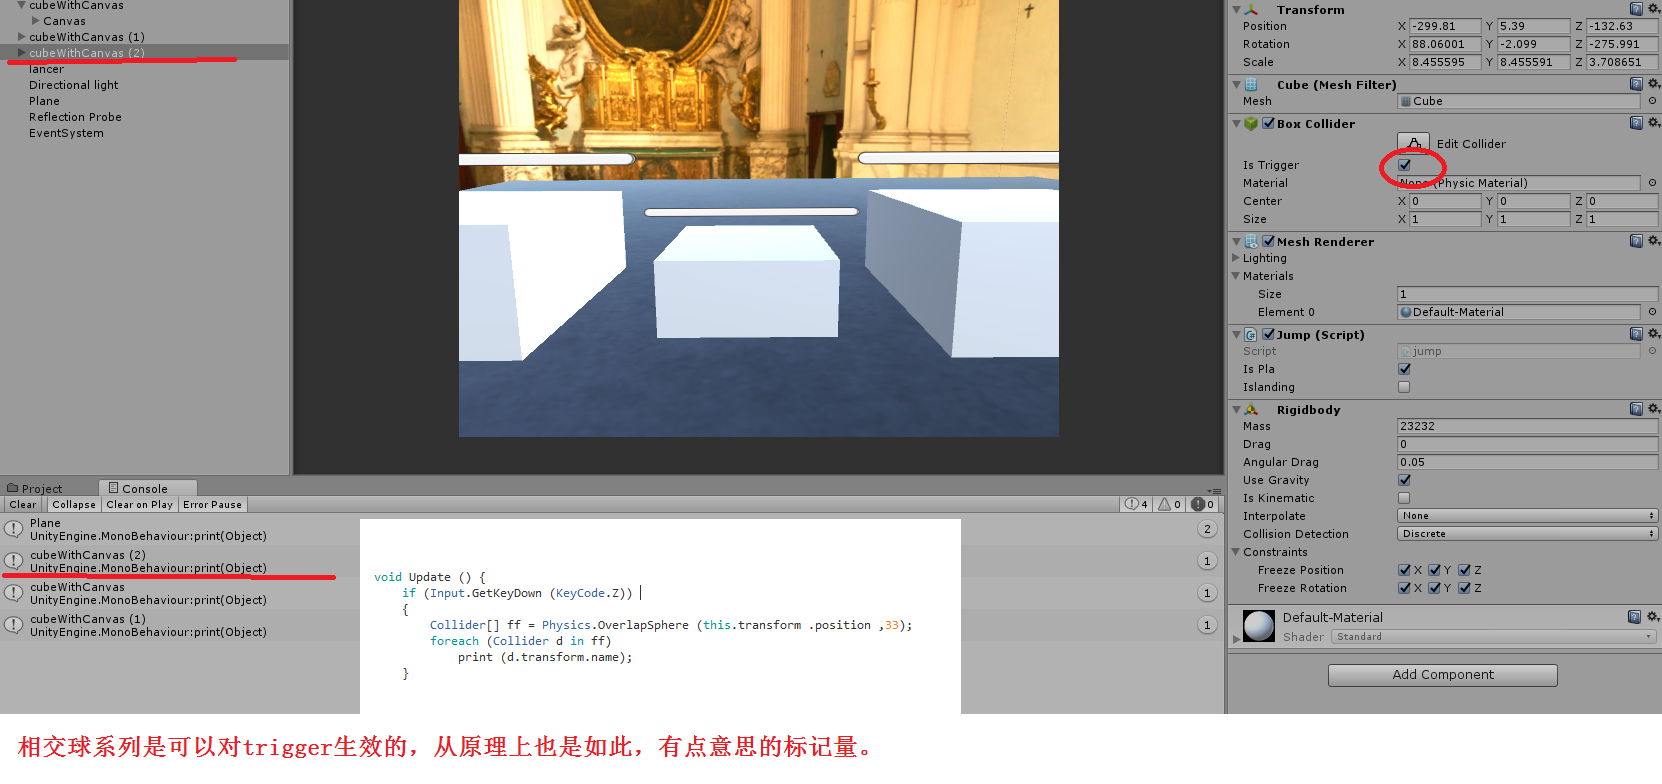 cubeWithCanvas
Canvas
cubeWithCanvas (1)
cubeWithCanvas (2)
lancer
Directional light
Plane
Reflection Probe
EventSystem
Transform
Position X -299.81 Y 5.39 Z -132.63
Rotation X 88.06001 Y -2.099 Z -275.991
Scale X 8.455595 Y 8.455591 Z 3.708651
Cube (Mesh Filter)
Mesh Cube
Box Collider
Edit Collider
Is Trigger
Material None (Physic Material)
Center X 0 Y 0 Z 0
Size X 1 Y 1 Z 1
Mesh Renderer
Lighting
Materials
Size 1
Element 0 Default-Material
Jump (Script)
Script jump
Is Pla
Islanding
Rigidbody
Mass 23232
Drag 0
Angular Drag 0.05
Use Gravity
Is Kinematic
Interpolate None
Collision Detection Discrete
Constraints
Freeze Position X Y Z
Freeze Rotation X Y Z
Default-Material
Shader Standard
Add Component
Project Console
Clear Collapse Clear on Play Error Pause 4 0 0
Plane
UnityEngine.MonoBehaviour:print(Object) 2
cubeWithCanvas (2)
UnityEngine.MonoBehaviour:print(Object) 1
cubeWithCanvas
UnityEngine.MonoBehaviour:print(Object) 1
cubeWithCanvas (1)
UnityEngine.MonoBehaviour:print(Object) 1
void Update () {
if (Input.GetKeyDown (KeyCode.Z))
{
Collider[] ff = Physics.OverlapSphere (this.transform .position ,33);
foreach (Collider d in ff)
print (d.transform.name);
}
相交球系列是可以对trigger生效的，从原理上也是如此，有点意思的标记量。